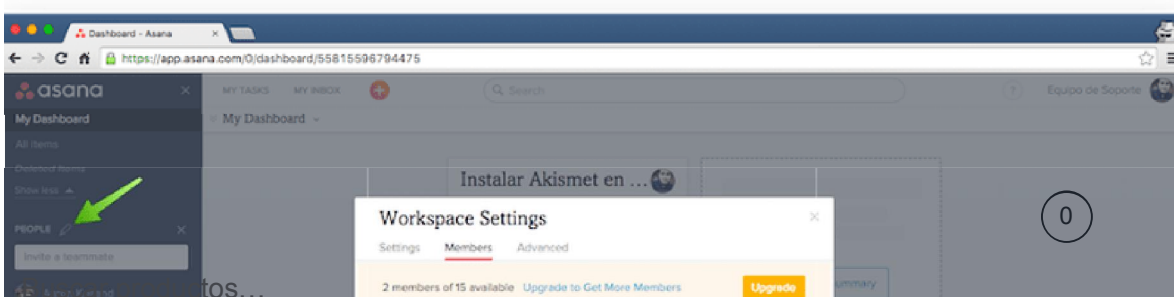 Dashboard - Asana
https://app.asana.com/0/dashboard/55815596794475
asana
MY TASKS MY INBOX
Search
?
Equipo de Soporte
My Dashboard
My Dashboard
All Items
Deleted Items
Show less
Instalar Akismet en ...
PEOPLE
Invite a teammate
Workspace Settings
Settings Members Advanced
0
tos...
2 members of 15 available Upgrade to Get More Members
Upgrade